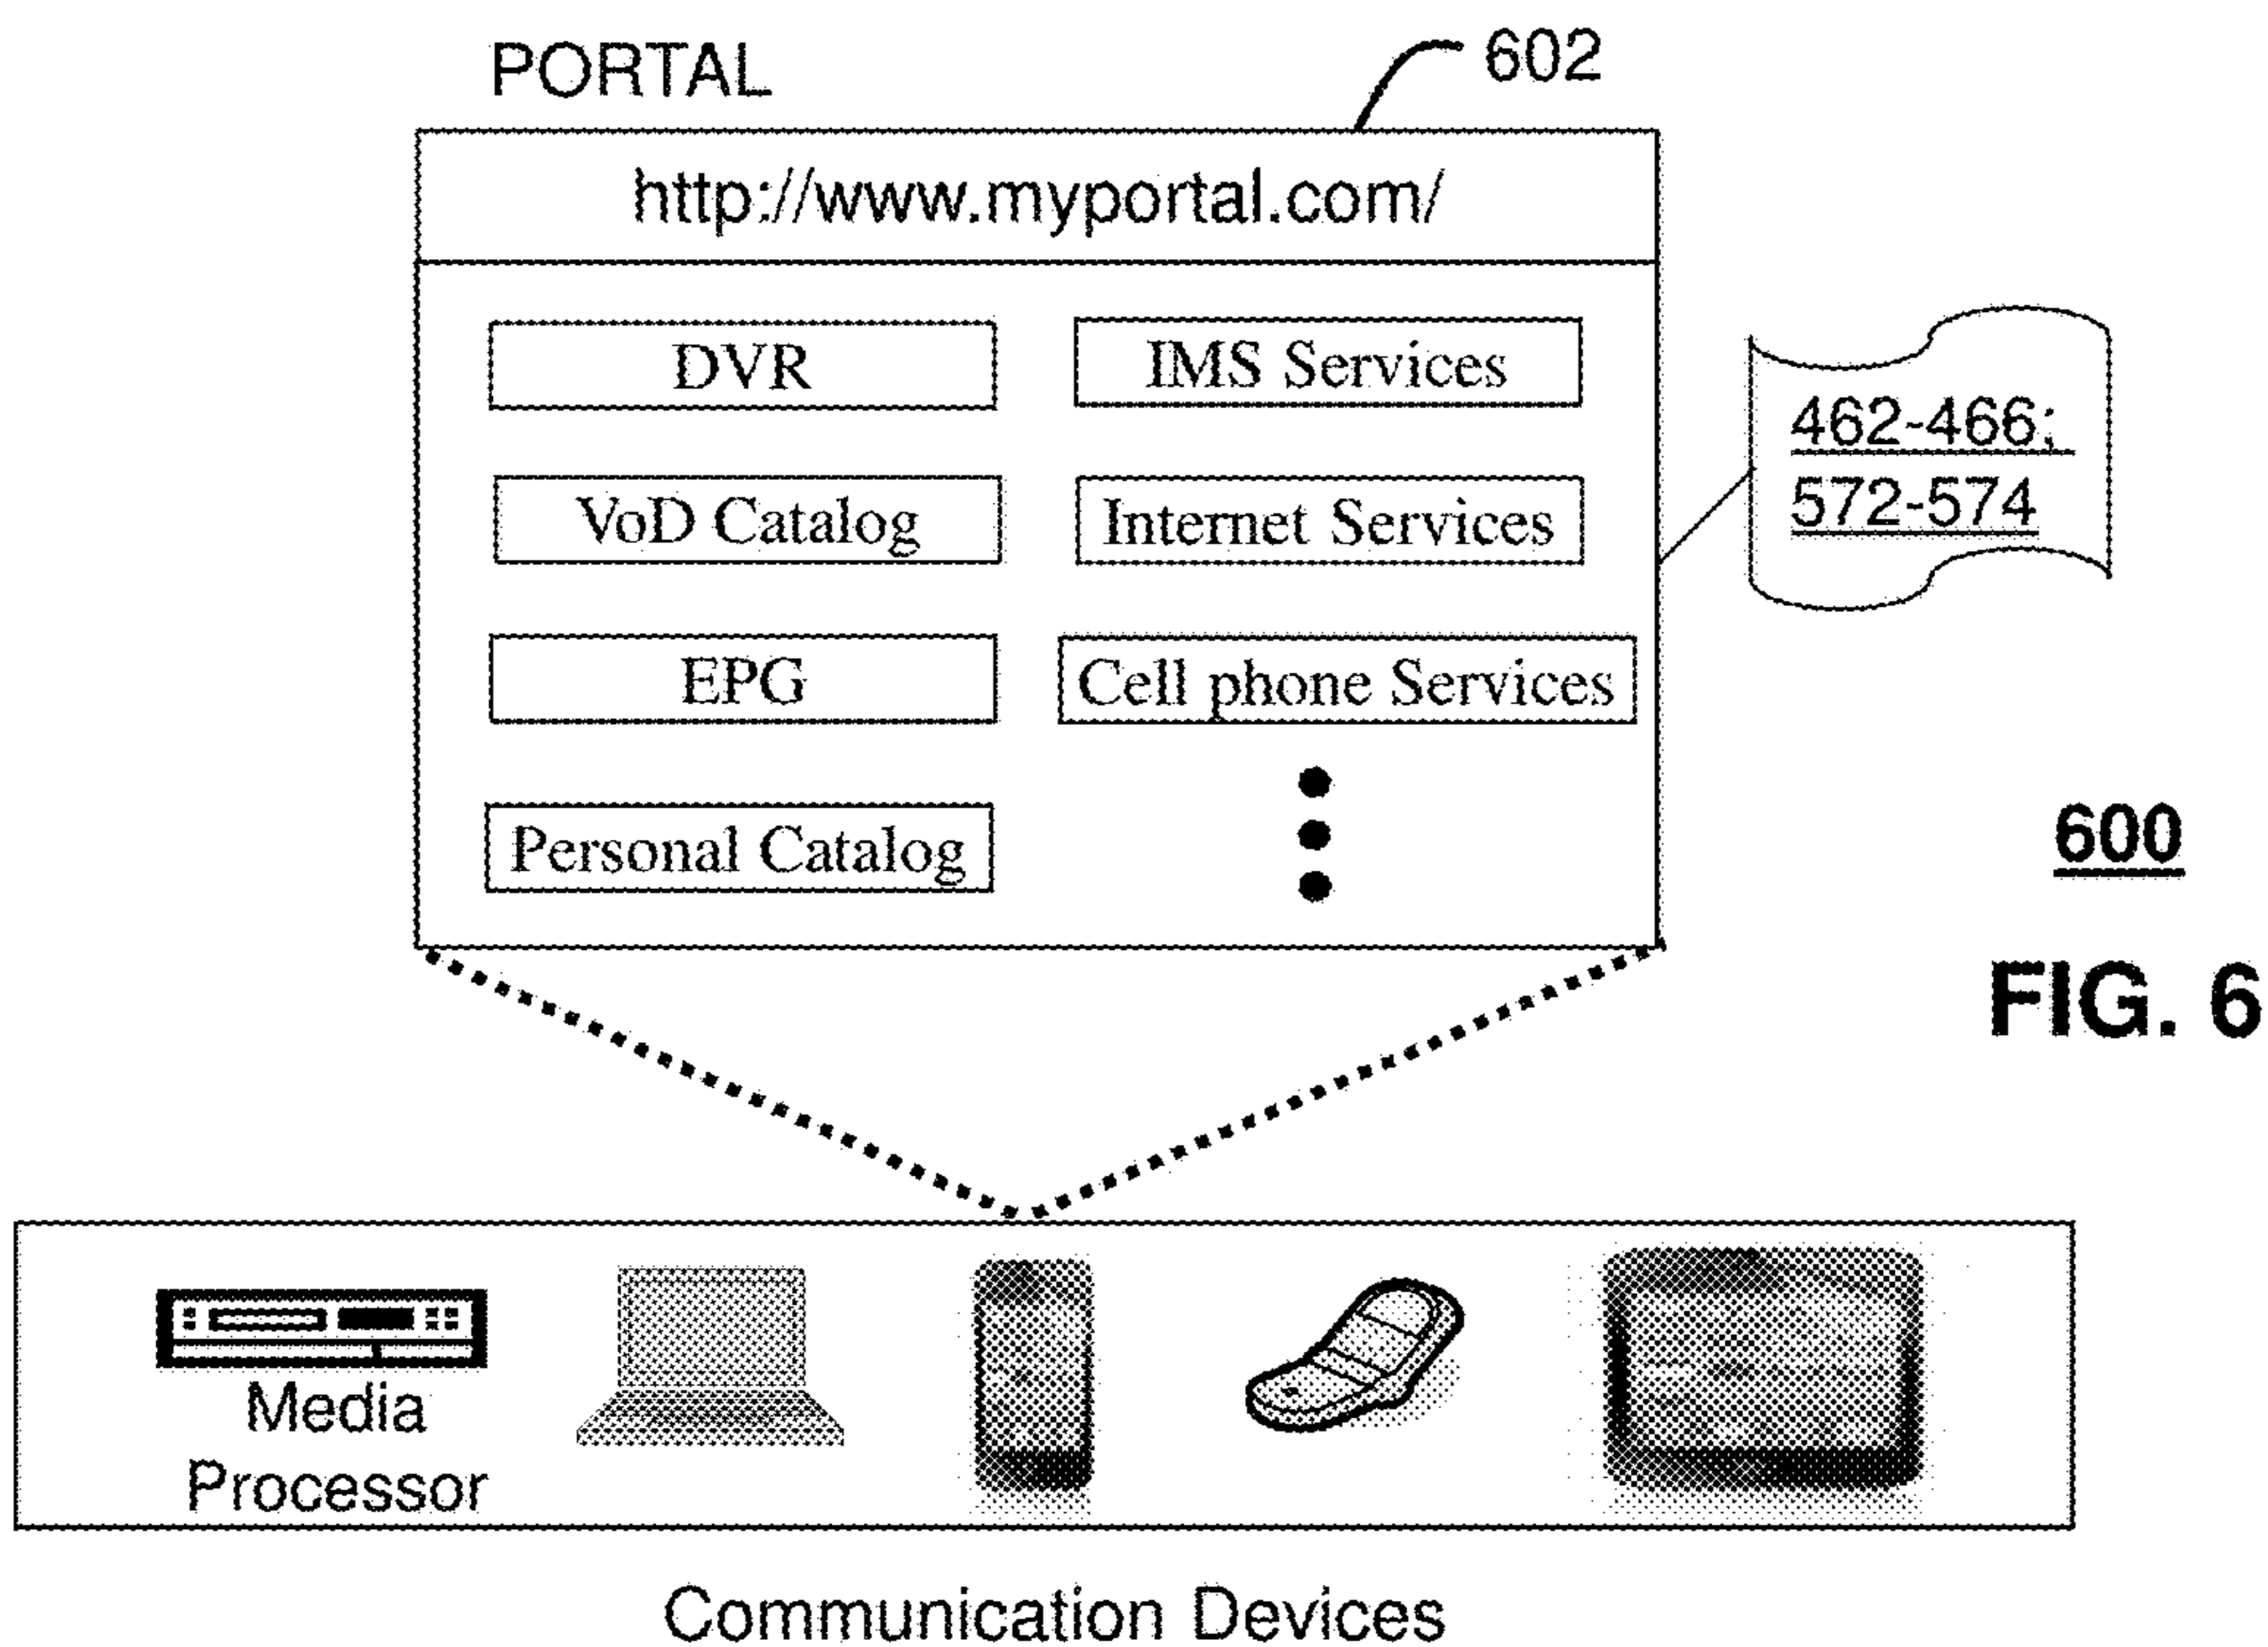 PORTAL
602
http://www.myportal.com/
DVR
IMS Services
VoD Catalog
Internet Services
EPG
Cell phone Services
Personal Catalog
462-466;
572-574
600
FIG. 6
Media
Processor
Communication Devices